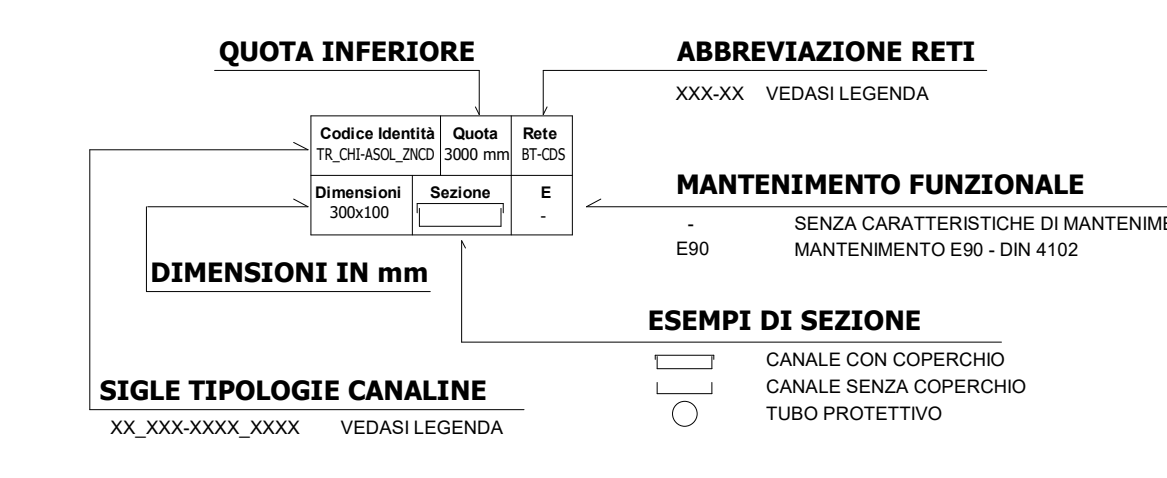 QUOTA INFERIORE
ABBREVIAZIONE RETI
XXX-XX VEDASI LEGENDA
Codice Identità Quota Rete
TR_CHI-ASOL_ZNCD 3000 mm BT-CDS
Dimensioni Sezione E
300x100 -
MANTENIMENTO FUNZIONALE
- SENZA CARATTERISTICHE DI MANTENIME
E90 MANTENIMENTO E90 - DIN 4102
DIMENSIONI IN mm
ESEMPI DI SEZIONE
CANALE CON COPERCHIO
CANALE SENZA COPERCHIO
TUBO PROTETTIVO
SIGLE TIPOLOGIE CANALINE
XX_XXX-XXXX_XXXX VEDASI LEGENDA